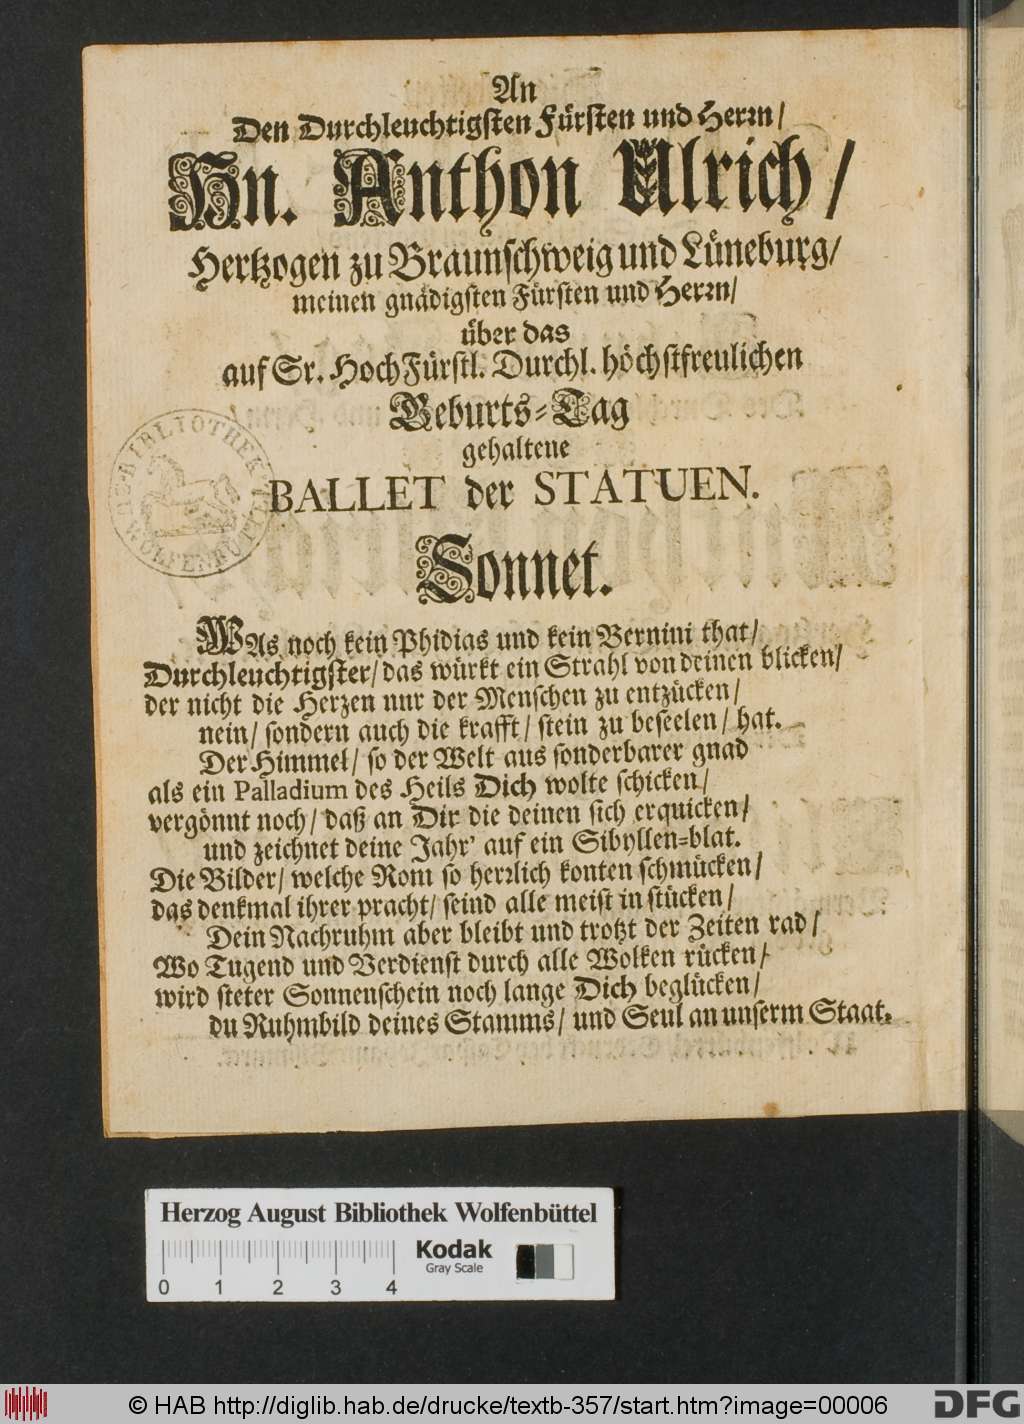 An
Den Durchleuchtigsten Fürsten und Herꝛn/
Hn. Anthon Ulrich/
Hertzogen zu Braunschweig und Lüneburg/
meinen gnädigsten Fürsten und Herꝛn/
über das
auf Sr. HochFürstl. Durchl. höchstfreulichen
Geburts-Tag
gehaltene
BALLET der STATUEN.
Sonnet.
WAs noch kein Phidias und kein Bernini that/
Durchleuchtigster/ das würkt ein Strahl von deinen blicken/
der nicht die Herzen nur der Menschen zu entzücken/
nein/ sondern auch die krafft/ stein zu beseelen/ hat.
Der Himmel/ so der Welt aus sonderbarer gnad
als ein Palladium des Heils Dich wolte schicken/
vergönnt noch/ daß an Dir die deinen sich erquicken/
und zeichnet deine Jahr' auf ein Sibyllen-blat.
Die Bilder/ welche Rom so herꝛlich konten schmücken/
das denkmal ihrer pracht/ seind alle meist in stücken/
Dein Nachruhm aber bleibt und trotzt der Zeiten rad/
Wo Tugend und Verdienst durch alle Wolken rücken/
wird steter Sonnenschein noch lange Dich beglücken/
du Ruhmbild deines Stamms/ und Seul an unserm Staat.
BIBLIOTHEK
WOLFENBÜTTEL
Herzog August Bibliothek Wolfenbüttel
Kodak
Gray Scale
0 1 2 3 4
© HAB http://diglib.hab.de/drucke/textb-357/start.htm?image=00006
DFG